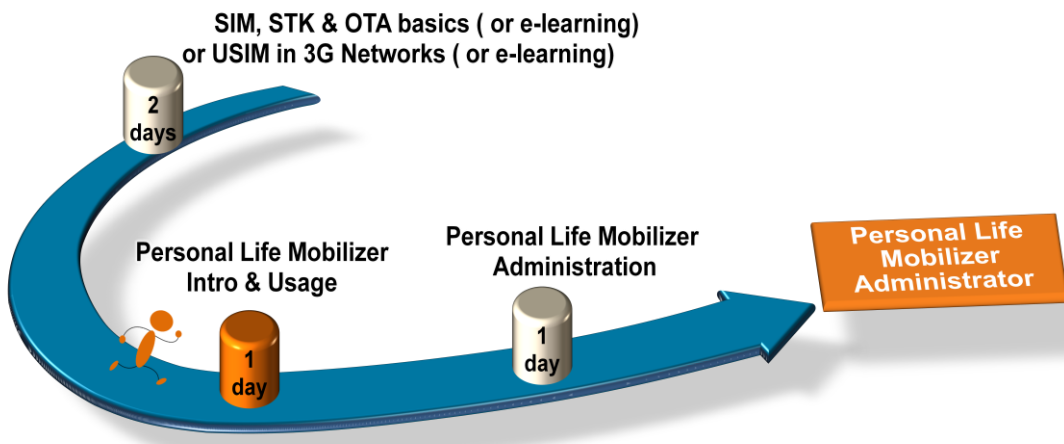 SIM, STK & OTA basics ( or e-learning)
or USIM in 3G Networks ( or e-learning)
2
days
Personal Life Mobilizer
Intro & Usage
1
day
Personal Life Mobilizer
Administration
1
day
Personal Life
Mobilizer
Administrator